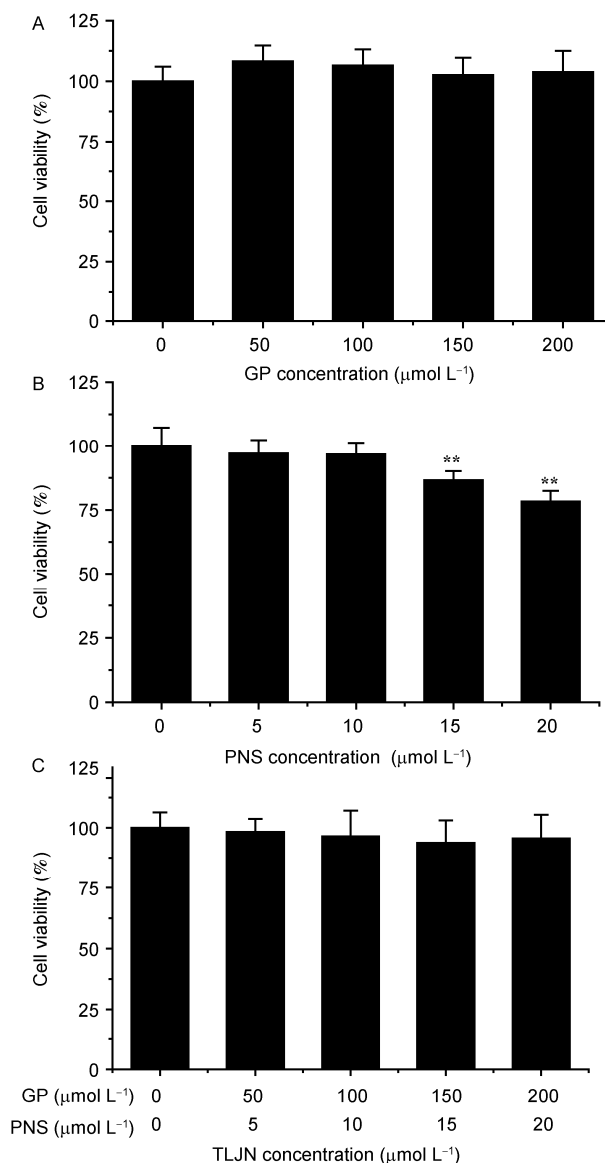 A
125
100
75
50
25
0
Cell viability (%)
0 50 100 150 200
GP concentration (μmol L⁻¹)
B
125
100
75
50
25
0
Cell viability (%)
**
**
0 5 10 15 20
PNS concentration (μmol L⁻¹)
C
125
100
75
50
25
0
Cell viability (%)
GP (μmol L⁻¹) 0 50 100 150 200
PNS (μmol L⁻¹) 0 5 10 15 20
TLJN concentration (μmol L⁻¹)